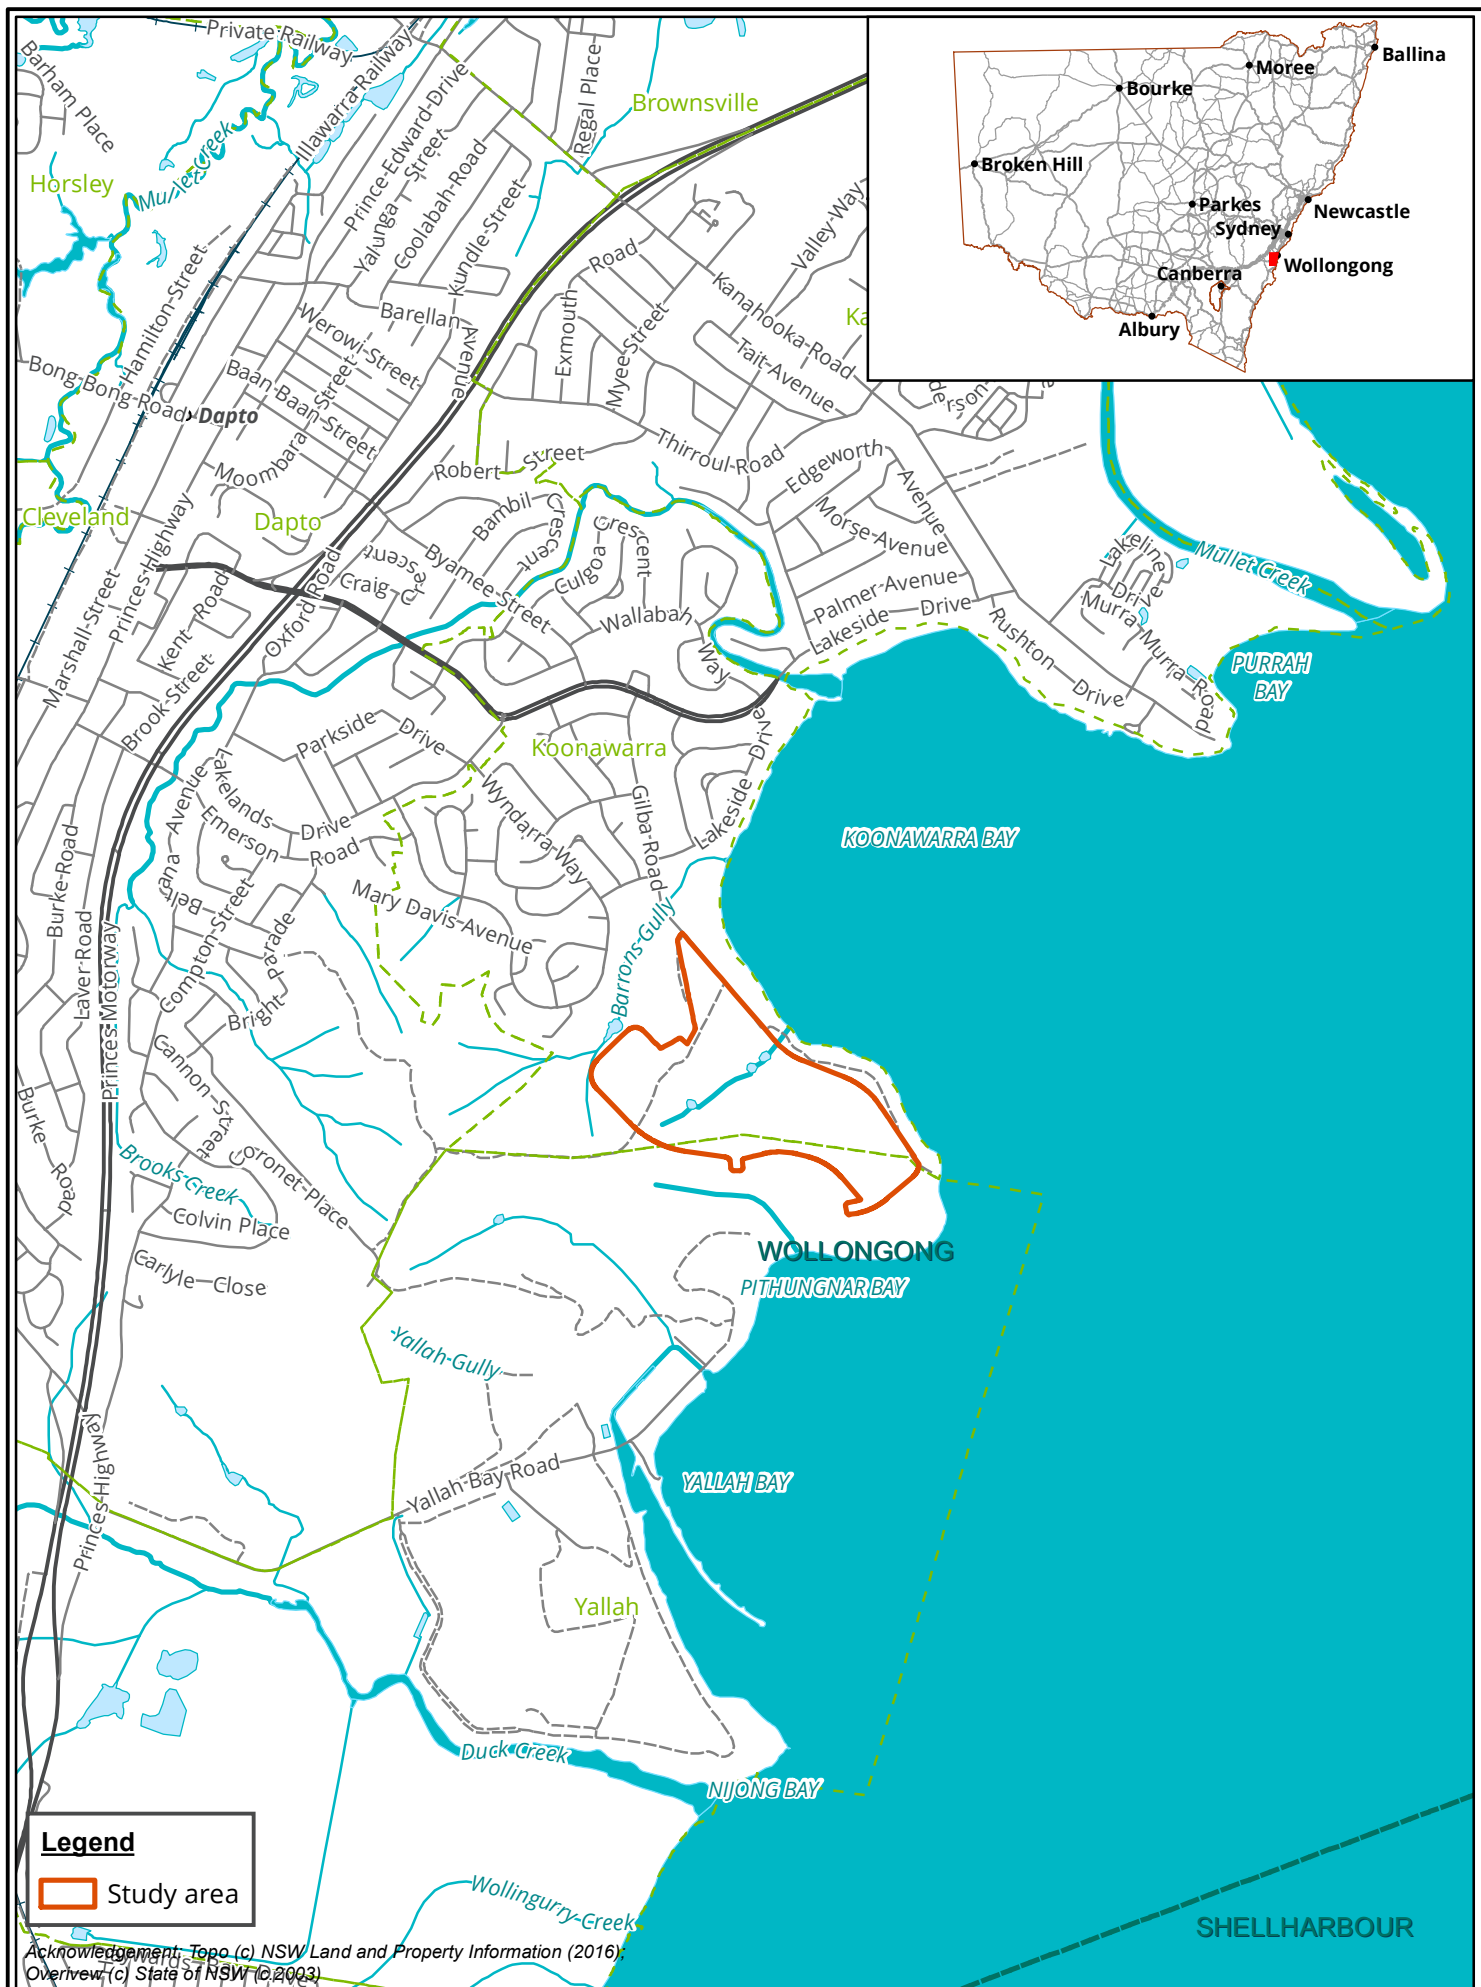 Private Railway
Barham Place
Illawarra Railway
Regal Place
Brownsville
Prince Edward Drive
Horsley
Mullet Creek
Yalunga Street
Coolabah Road
Kundle Street
Valley Way
Road
Exmouth
Kanahooka Road
Hamilton Street
Werowi Street
Barellan
Avenue
Myee Street
Tait Avenue
Bong Bong Road
Dapto
Baan Baan Street
Street
Moombara
Robert
Street
Thirroul Road
Edgeworth
Avenue
Cleveland
Dapto
Princes Highway
Bambil
Crescent
Crescent
Culgoa
Morse Avenue
Lakeline
Drive
Mullet Creek
Byamee Street
Craig
Crescent
Palmer Avenue
Lakeside Drive
Murra Murra Road
Marshall Street
Kent Road
Oxford Road
Wallabah
Way
Rushton
Drive
PURRAH
BAY
Brook Street
Parkside
Drive
Koonawarra
Lakeside Drive
Lakelands
Drive
Emerson
Road
Wyndarra Way
Gilba Road
KOONAWARRA BAY
Burke Road
Beltana Avenue
Mary Davis Avenue
Laver Road
Compton Street
Parade
Bright
Barrons Gully
Princes Motorway
Cannon Street
Burke
Road
Brooks Creek
Coronet Place
Colvin Place
WOLLONGONG
PITHUNGNAR BAY
Carlyle Close
Yallah Gully
Princes Highway
Yallah Bay Road
YALLAH BAY
Yallah
Duck Creek
NIJONG BAY
Wollingurry Creek
SHELLHARBOUR
Ballina
Moree
Bourke
Broken Hill
Parkes
Newcastle
Sydney
Wollongong
Canberra
Albury
Legend
Study area
Acknowledgement: Topo (c) NSW Land and Property Information (2016);
Overivew (c) State of NSW (c.2003)